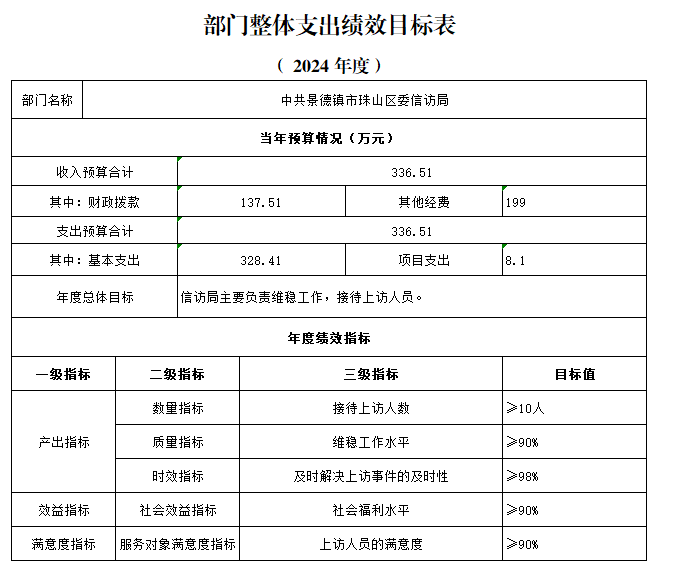 部门整体支出绩效目标表
（ 2024 年度 ）
部门名称 中共景德镇市珠山区委信访局
当年预算情况（万元）
收入预算合计 336.51
其中：财政拨款 137.51 其他经费 199
支出预算合计 336.51
其中：基本支出 328.41 项目支出 8.1
年度总体目标 信访局主要负责维稳工作，接待上访人员。
年度绩效指标
一级指标 二级指标 三级指标 目标值
产出指标 数量指标 接待上访人数 ≥10人
质量指标 维稳工作水平 ≥90%
时效指标 及时解决上访事件的及时性 ≥98%
效益指标 社会效益指标 社会福利水平 ≥90%
满意度指标 服务对象满意度指标 上访人员的满意度 ≥90%